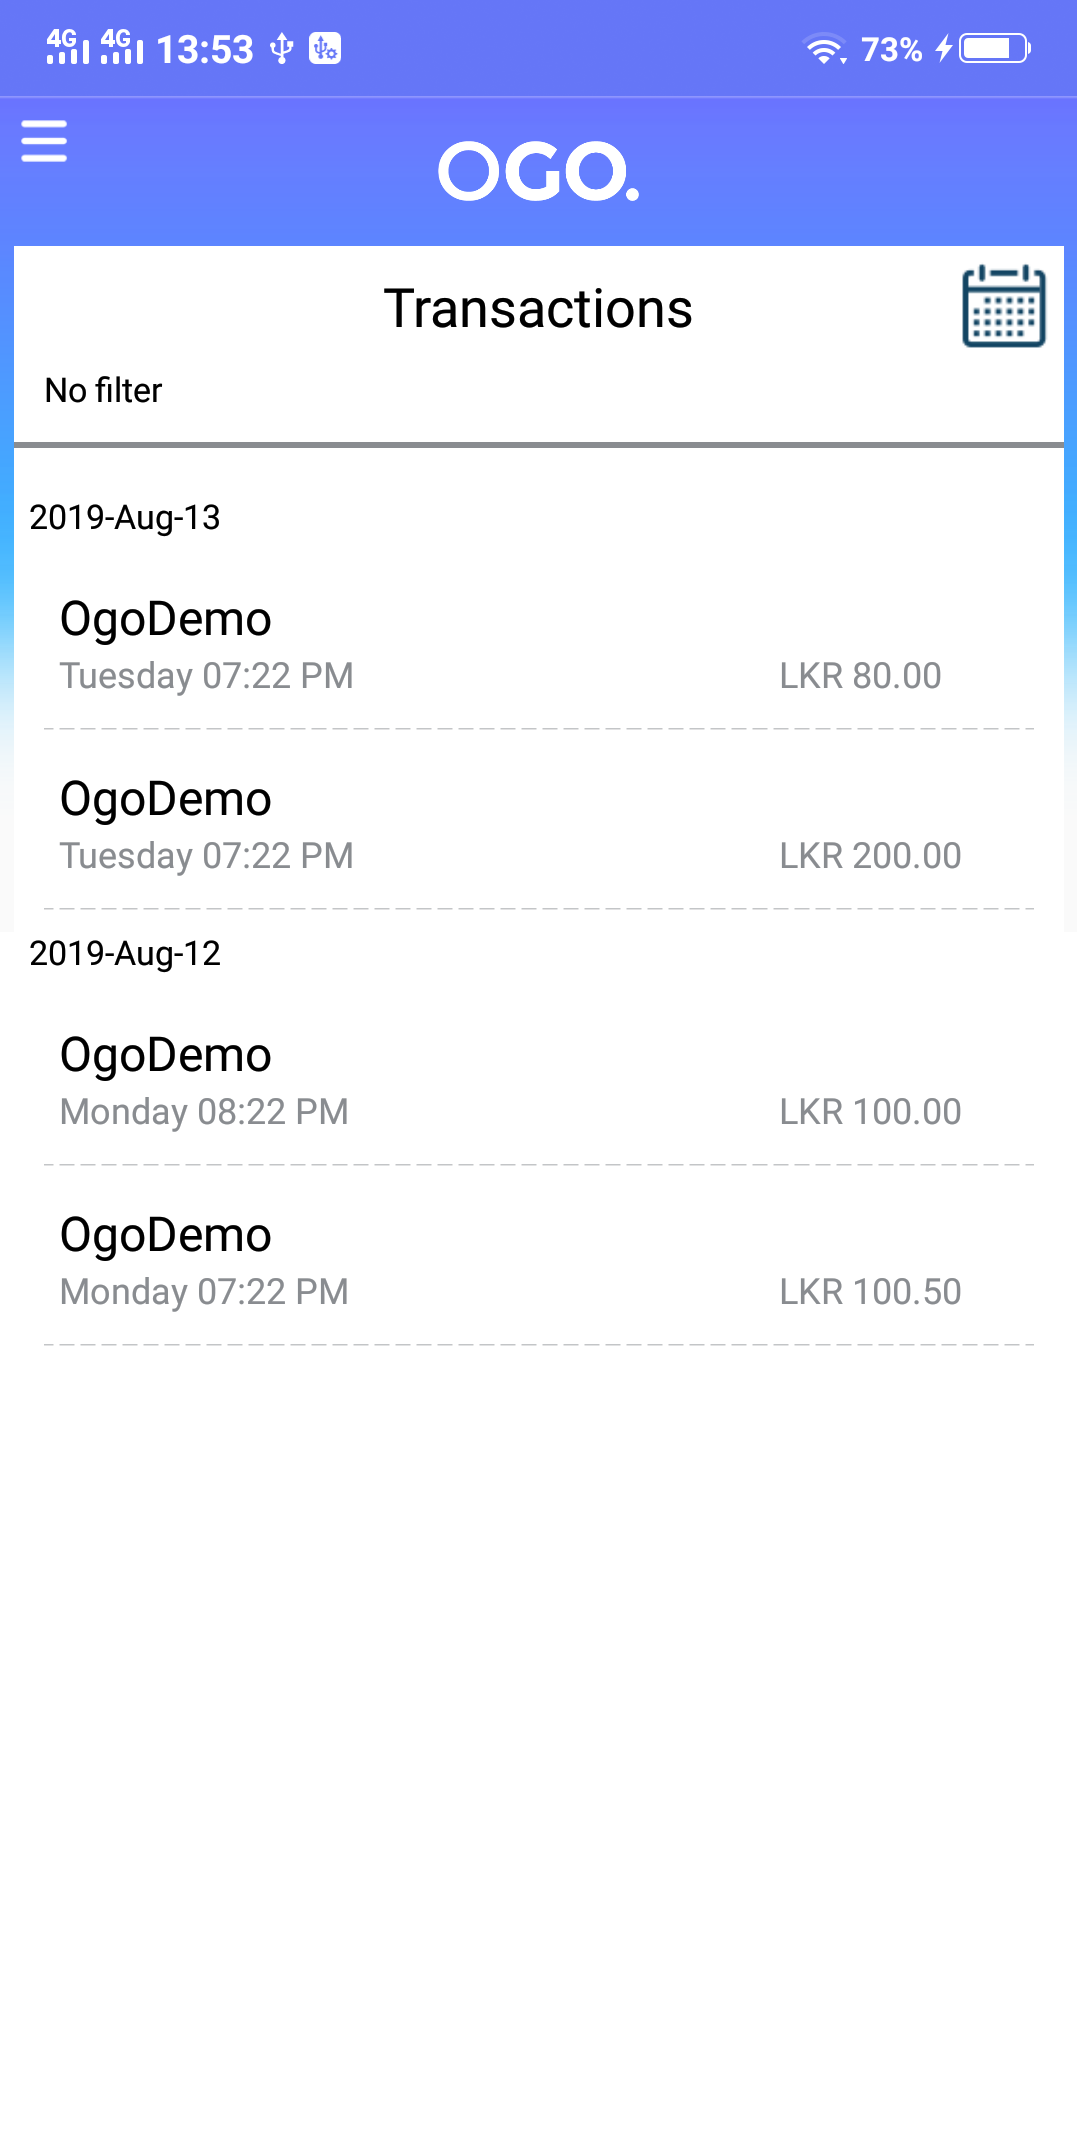 4G 4G 13:53 73%
OGO.
Transactions
No filter
2019-Aug-13
OgoDemo
Tuesday 07:22 PM LKR 80.00
OgoDemo
Tuesday 07:22 PM LKR 200.00
2019-Aug-12
OgoDemo
Monday 08:22 PM LKR 100.00
OgoDemo
Monday 07:22 PM LKR 100.50